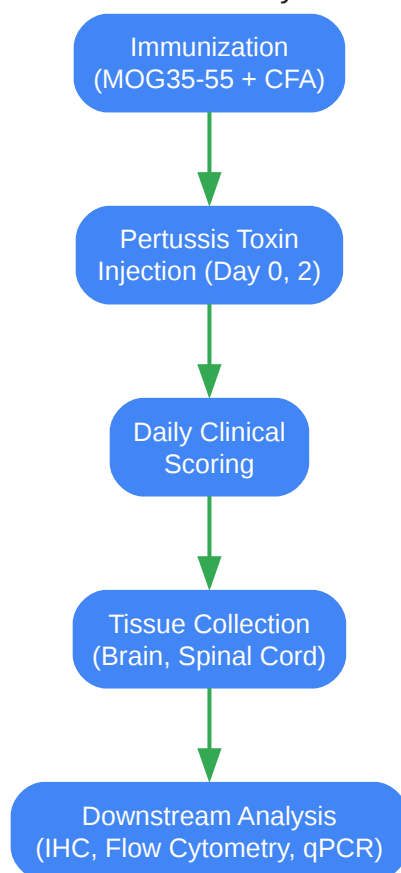 Immunization
(MOG35-55 + CFA)
Pertussis Toxin
Injection (Day 0, 2)
Daily Clinical
Scoring
Tissue Collection
(Brain, Spinal Cord)
Downstream Analysis
(IHC, Flow Cytometry, qPCR)